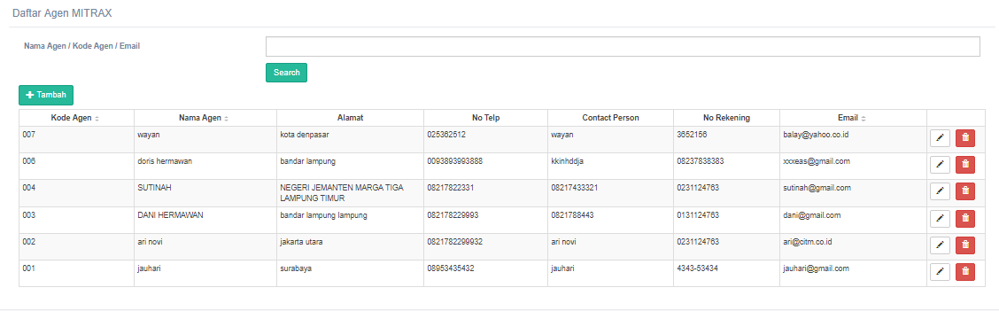 Daftar Agen MITRAX
Nama Agen / Kode Agen / Email
Search
Tambah
Kode Agen Nama Agen Alamat No Telp Contact Person No Rekening Email
007 wayan kota denpasar 025362512 wayan 3652156 balay@yahoo.co.id
006 doris hermawan bandar lampung 0093893993888 kkinhddja 08237838383 xxxeas@gmail.com
004 SUTINAH NEGERI JEMANTEN MARGA TIGA 08217822331 08217433321 0231124763 sutinah@gmail.com
LAMPUNG TIMUR
003 DANI HERMAWAN bandar lampung lampung 082178229993 0821788443 0131124763 dani@gmail.com
002 ari novi jakarta utara 0821782299932 ari novi 0231124763 ari@citm.co.id
001 jauhari surabaya 08953435432 jauhari 4343-53434 jauhari@gmail.com